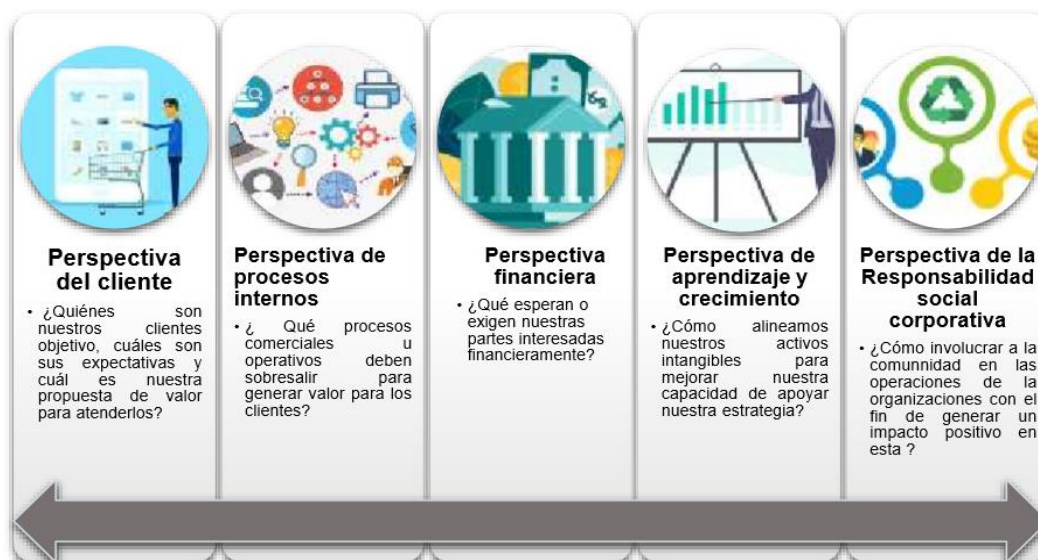 Perspectiva
del cliente
• ¿Quiénes son
nuestros clientes
objetivo, cuáles son
sus expectativas y
cuál es nuestra
propuesta de valor
para atenderlos?
Perspectiva de
procesos
internos
• ¿ Qué procesos
comerciales u
operativos deben
sobresalir para
generar valor para los
clientes?
Perspectiva
financiera
• ¿Qué esperan o
exigen nuestras
partes interesadas
financieramente?
Perspectiva de
aprendizaje y
crecimiento
• ¿Cómo alineamos
nuestros activos
intangibles para
mejorar nuestra
capacidad de apoyar
nuestra estrategia?
Perspectiva de la
Responsabilidad
social
corporativa
• ¿Cómo involucrar a la
comunnidad en las
operaciones de la
organizaciones con el
fin de generar un
impacto positivo en
esta ?